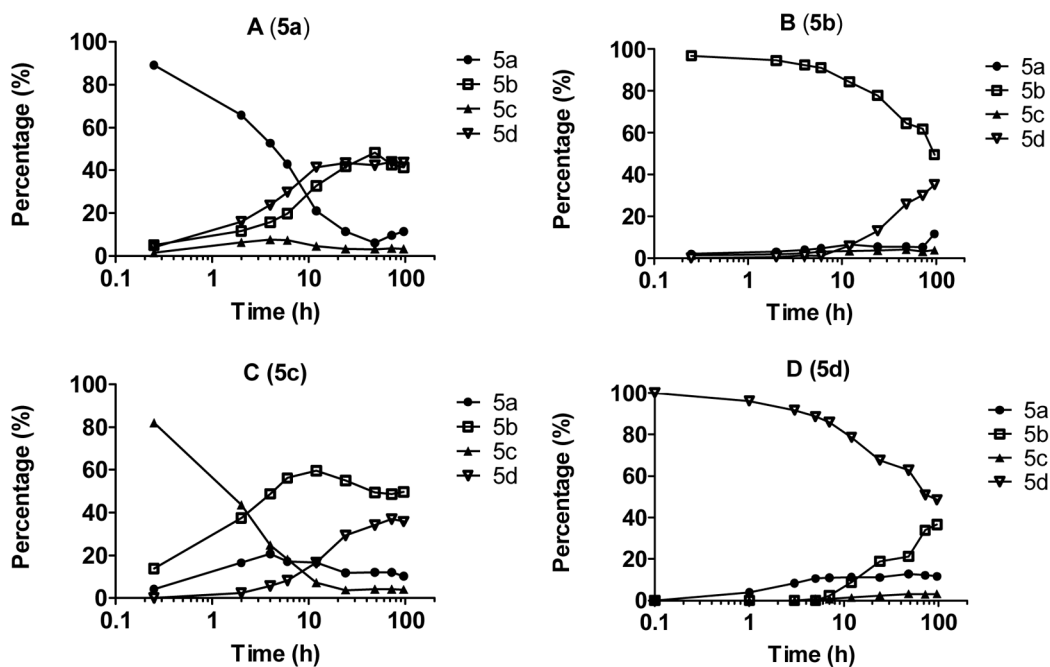 A (5a)
100
80
60
40
20
0
Percentage (%)
0.1
1
10
100
Time (h)
5a
5b
5c
5d
B (5b)
100
80
60
40
20
0
Percentage (%)
0.1
1
10
100
Time (h)
5a
5b
5c
5d
C (5c)
100
80
60
40
20
0
Percentage (%)
0.1
1
10
100
Time (h)
5a
5b
5c
5d
D (5d)
100
80
60
40
20
0
Percentage (%)
0.1
1
10
100
Time (h)
5a
5b
5c
5d